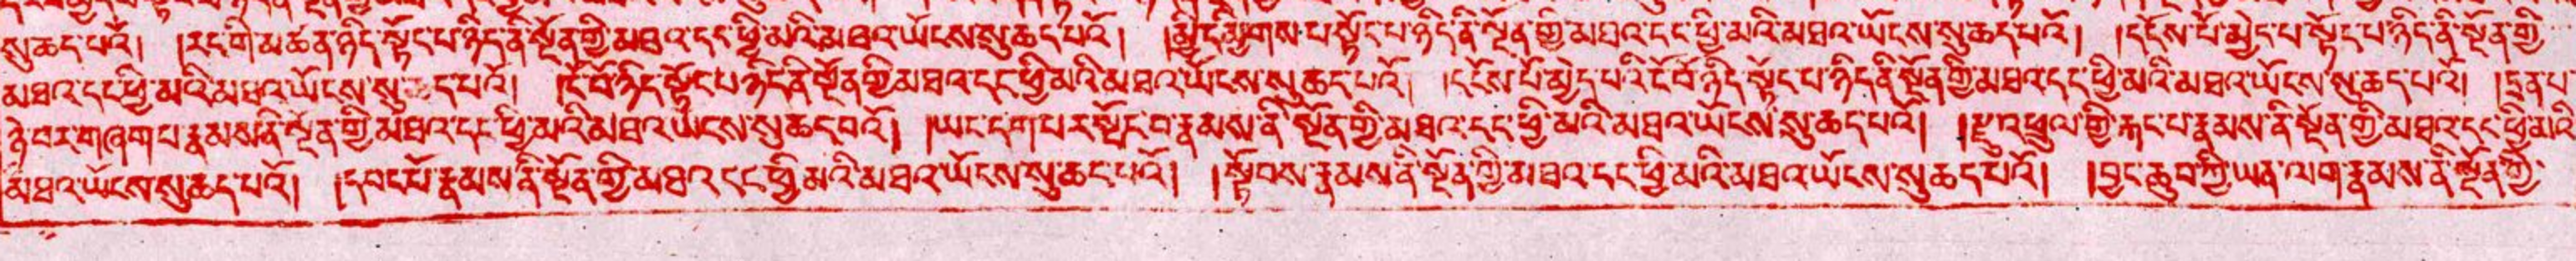 སུ་ཆད་པའོ། །རང་གི་མཚན་ཉིད་སྟོང་པ་ཉིད་ནི་སྔོན་གྱི་མཐའ་དང་ཕྱི་མའི་མཐའ་ཡོངས་སུ་ཆད་པའོ། །མྱི་དམྱིགས་པ་སྟོང་པ་ཉིད་ནི་སྔོན་གྱི་མཐའ་དང་ཕྱི་མའི་མཐའ་ཡོངས་སུ་ཆད་པའོ། །དངོས་པོ་མྱེད་པ་སྟོང་པ་ཉིད་ནི་སྔོན་གྱི་
མཐའ་དང་ཕྱི་མའི་མཐའ་ཡོངས་སུ་ཆད་པའོ། །ངོ་བོ་ཉིད་སྟོང་པ་ཉིད་ནི་སྔོན་གྱི་མཐའ་དང་ཕྱི་མའི་མཐའ་ཡོངས་སུ་ཆད་པའོ། །དངོས་པོ་མྱེད་པའི་ངོ་བོ་ཉིད་སྟོང་པ་ཉིད་ནི་སྔོན་གྱི་མཐའ་དང་ཕྱི་མའི་མཐའ་ཡོངས་སུ་ཆད་པའོ། །དྲན་པ་
ཉེ་བར་གཞག་པ་རྣམས་ནི་སྔོན་གྱི་མཐའ་དང་ཕྱི་མའི་མཐའ་ཡོངས་སུ་ཆད་པའོ། །ཡང་དག་པར་སྤོང་བ་རྣམས་ནི་སྔོན་གྱི་མཐའ་དང་ཕྱི་མའི་མཐའ་ཡོངས་སུ་ཆད་པའོ། །རྫུ་འཕྲུལ་གྱི་རྐང་པ་རྣམས་ནི་སྔོན་གྱི་མཐའ་དང་ཕྱི་མའི་
མཐའ་ཡོངས་སུ་ཆད་པའོ། །དབང་པོ་རྣམས་ནི་སྔོན་གྱི་མཐའ་དང་ཕྱི་མའི་མཐའ་ཡོངས་སུ་ཆད་པའོ། །སྟོབས་རྣམས་ནི་སྔོན་གྱི་མཐའ་དང་ཕྱི་མའི་མཐའ་ཡོངས་སུ་ཆད་པའོ། །བྱང་ཆུབ་ཀྱི་ཡན་ལག་རྣམས་ནི་སྔོན་གྱི་